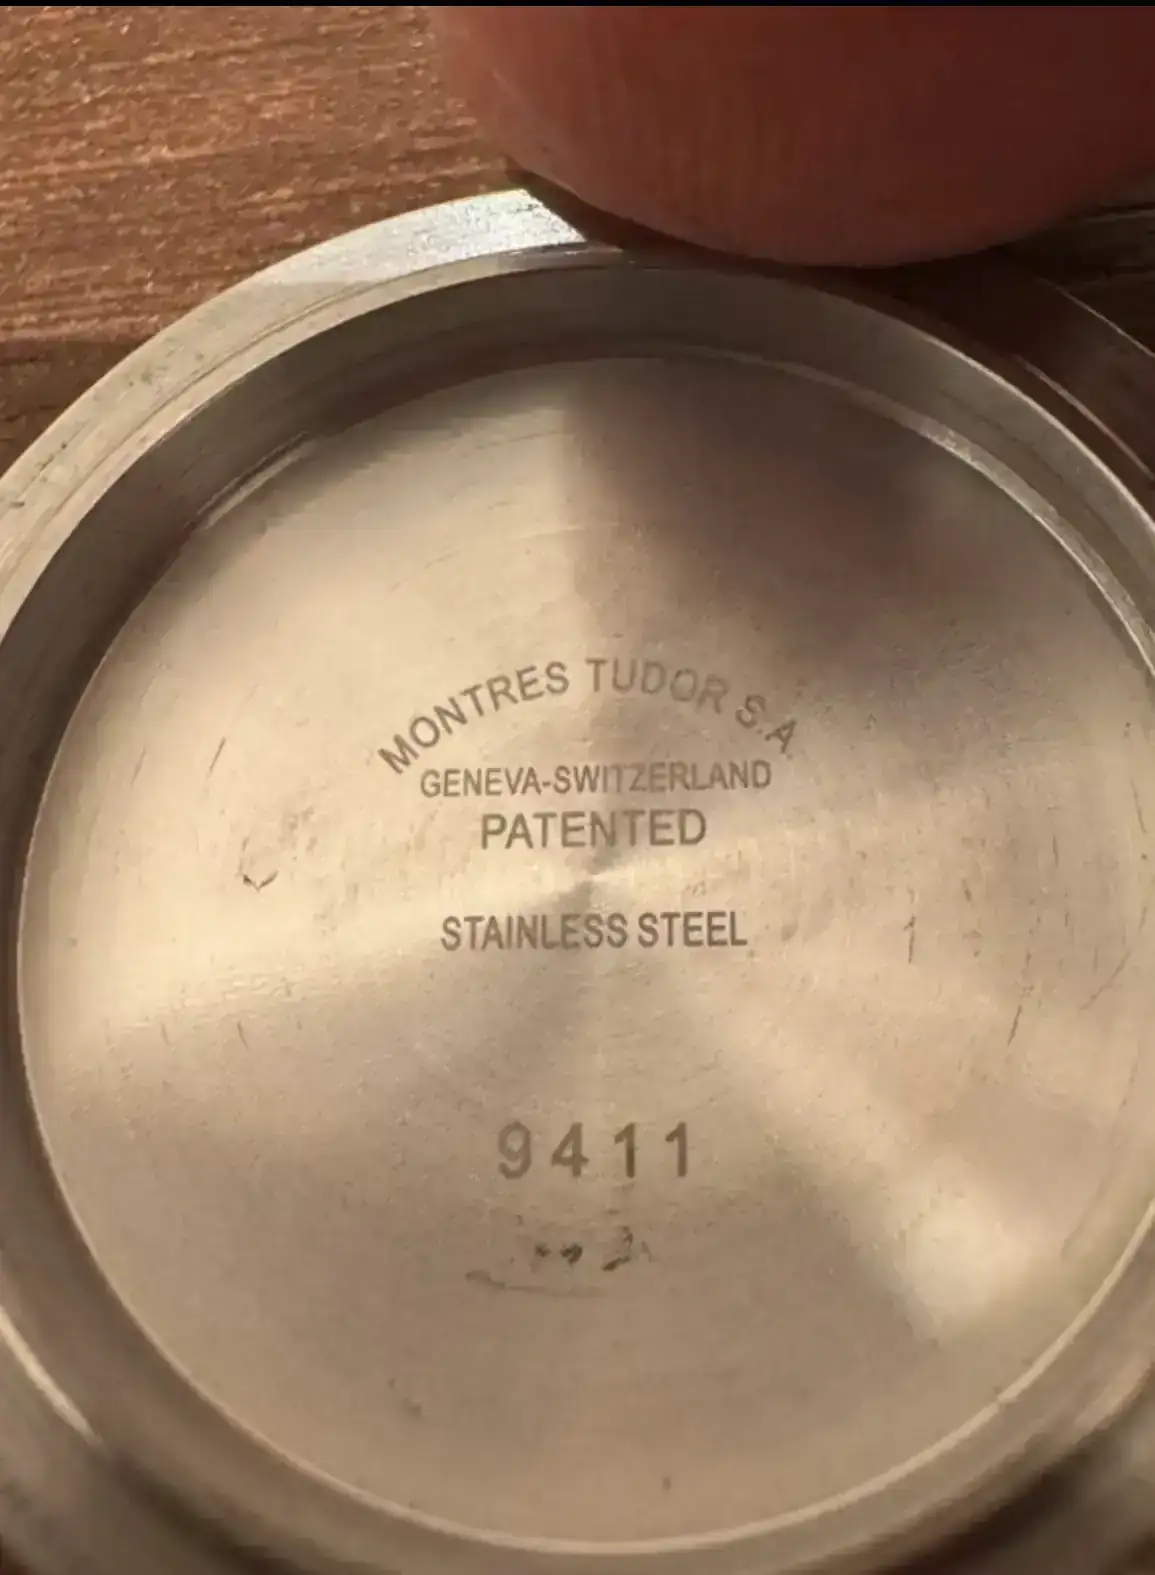 MONTRES TUDOR S.A
GENEVA-SWITZERLAND
PATENTED
STAINLESS STEEL
9411